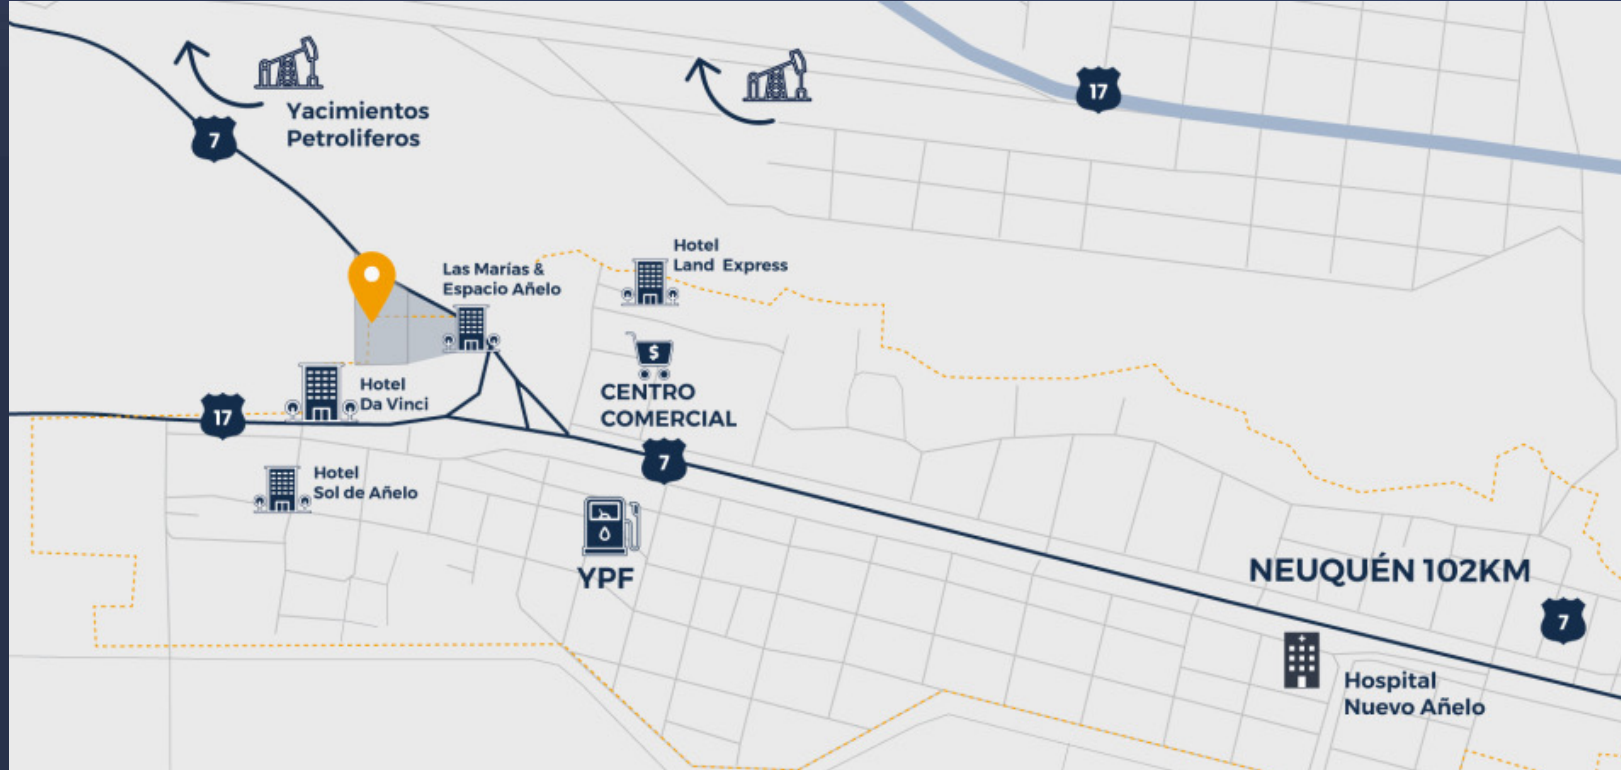 17
7
Yacimientos
Petroliferos
Hotel
Land Express
Las Marías &
Espacio Añelo
$
CENTRO
COMERCIAL
Hotel
Da Vinci
17
7
Hotel
Sol de Añelo
YPF
NEUQUÉN 102KM
7
Hospital
Nuevo Añelo